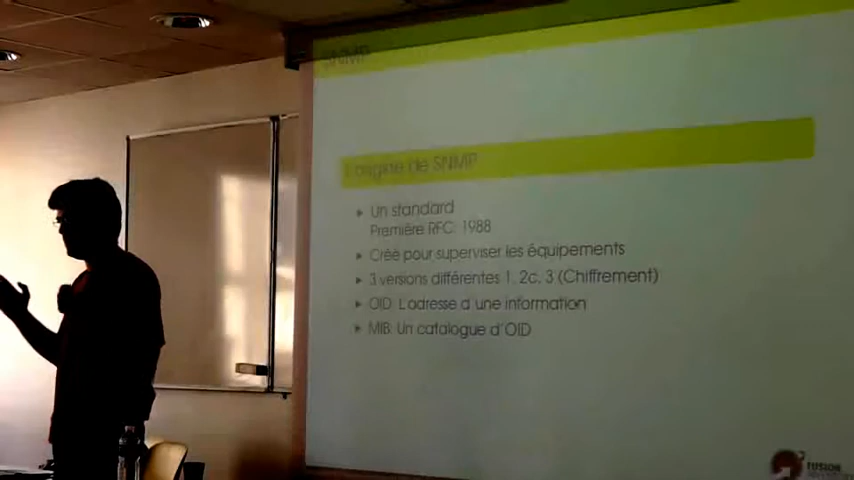 SNMP
L'origine de SNMP
Un standard
Première RFC: 1988
Créé pour superviser les équipements
3 versions différentes 1, 2c, 3 (Chiffrement)
OID: L'adresse d'une information
MIB: Un catalogue d'OID
FUSION